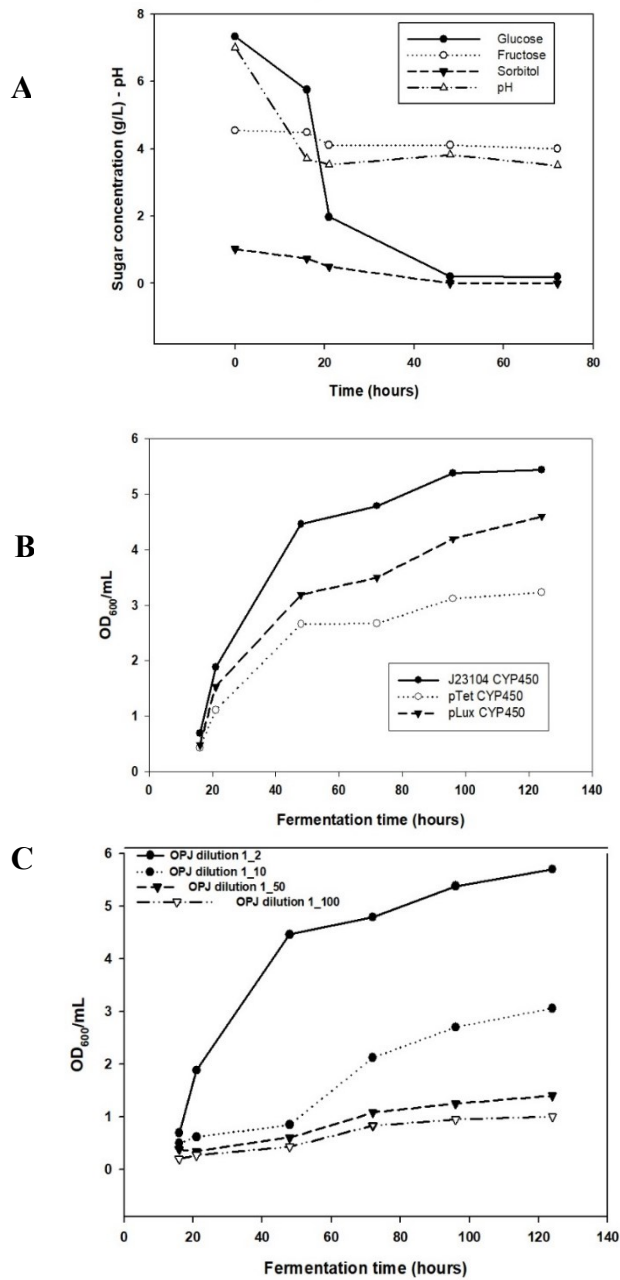 A
Sugar concentration (g/L) - pH
8
6
4
2
0
Glucose
Fructose
Sorbitol
pH
0 20 40 60 80
Time (hours)
B
OD600/mL
6
5
4
3
2
1
0
J23104 CYP450
pTet CYP450
pLux CYP450
0 20 40 60 80 100 120 140
Fermentation time (hours)
C
OD600/mL
6
5
4
3
2
1
0
OPJ dilution 1_2
OPJ dilution 1_10
OPJ dilution 1_50
OPJ dilution 1_100
0 20 40 60 80 100 120 140
Fermentation time (hours)